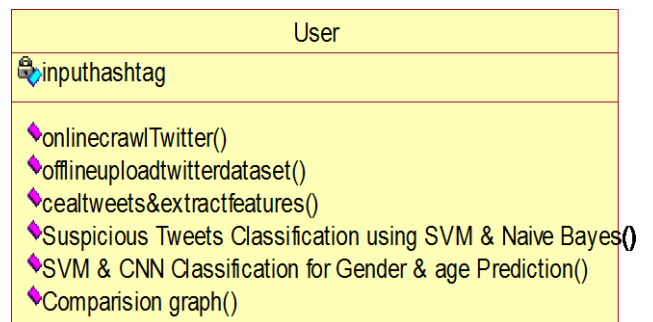 User
inputhashtag
onlinecrawlTwitter()
offlineuploadtwitterdataset()
cealtweets&extractfeatures()
Suspicious Tweets Classification using SVM & Naive Bayes()
SVM & CNN Classification for Gender & age Prediction()
Comparision graph()